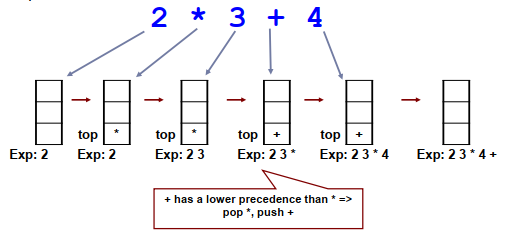 2 * 3 + 4
top * top * top + top +
Exp: 2 Exp: 2 Exp: 2 3 Exp: 2 3 * Exp: 2 3 * 4 Exp: 2 3 * 4 +
+ has a lower precedence than * =>
pop *, push +